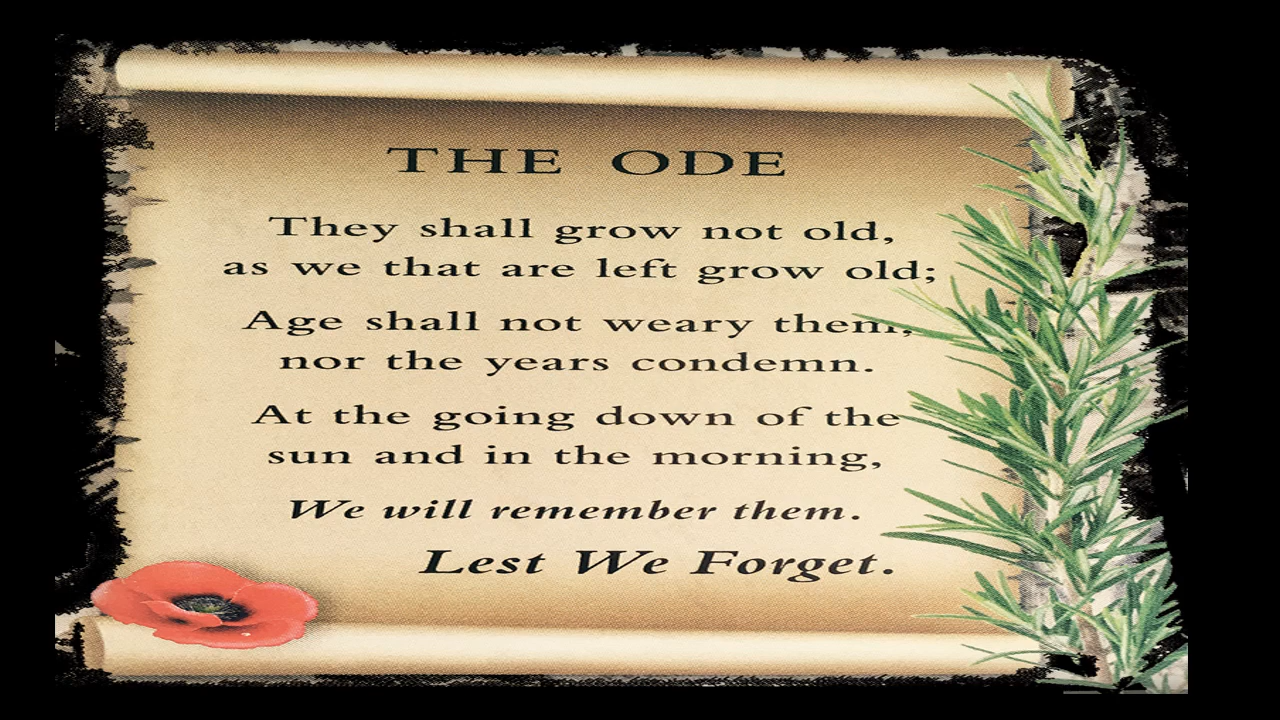 THE ODE
They shall grow not old,
as we that are left grow old;
Age shall not weary them,
nor the years condemn.
At the going down of the
sun and in the morning,
We will remember them.
Lest We Forget.